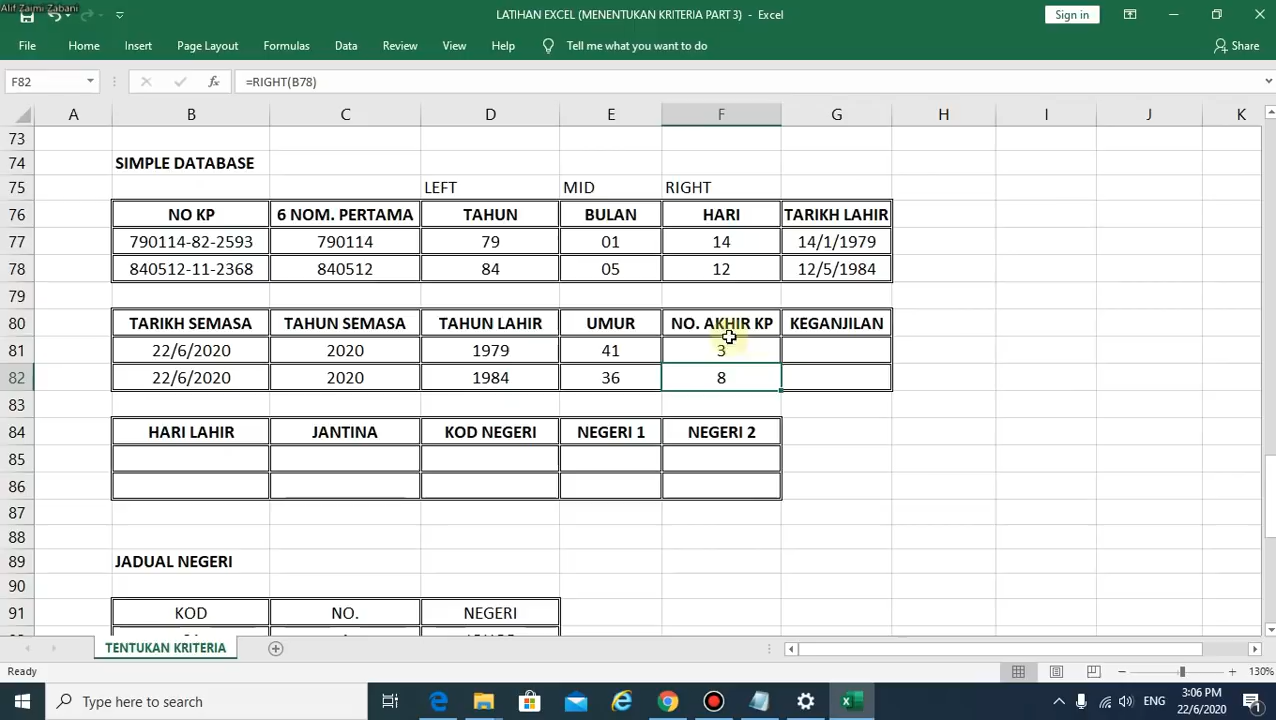 Alif Zaimi Zabani
LATIHAN EXCEL (MENENTUKAN KRITERIA PART 3) - Excel
Sign in
File Home Insert Page Layout Formulas Data Review View Help Tell me what you want to do Share
F82 fx =RIGHT(B78)
A B C D E F G H I J K
73
74 SIMPLE DATABASE
75 LEFT MID RIGHT
76 NO KP 6 NOM. PERTAMA TAHUN BULAN HARI TARIKH LAHIR
77 790114-82-2593 790114 79 01 14 14/1/1979
78 840512-11-2368 840512 84 05 12 12/5/1984
79
80 TARIKH SEMASA TAHUN SEMASA TAHUN LAHIR UMUR NO. AKHIR KP KEGANJILAN
81 22/6/2020 2020 1979 41 3
82 22/6/2020 2020 1984 36 8
83
84 HARI LAHIR JANTINA KOD NEGERI NEGERI 1 NEGERI 2
85
86
87
88
89 JADUAL NEGERI
90
91 KOD NO. NEGERI
TENTUKAN KRITERIA
Ready 130%
Type here to search ENG 3:06 PM
22/6/2020 1